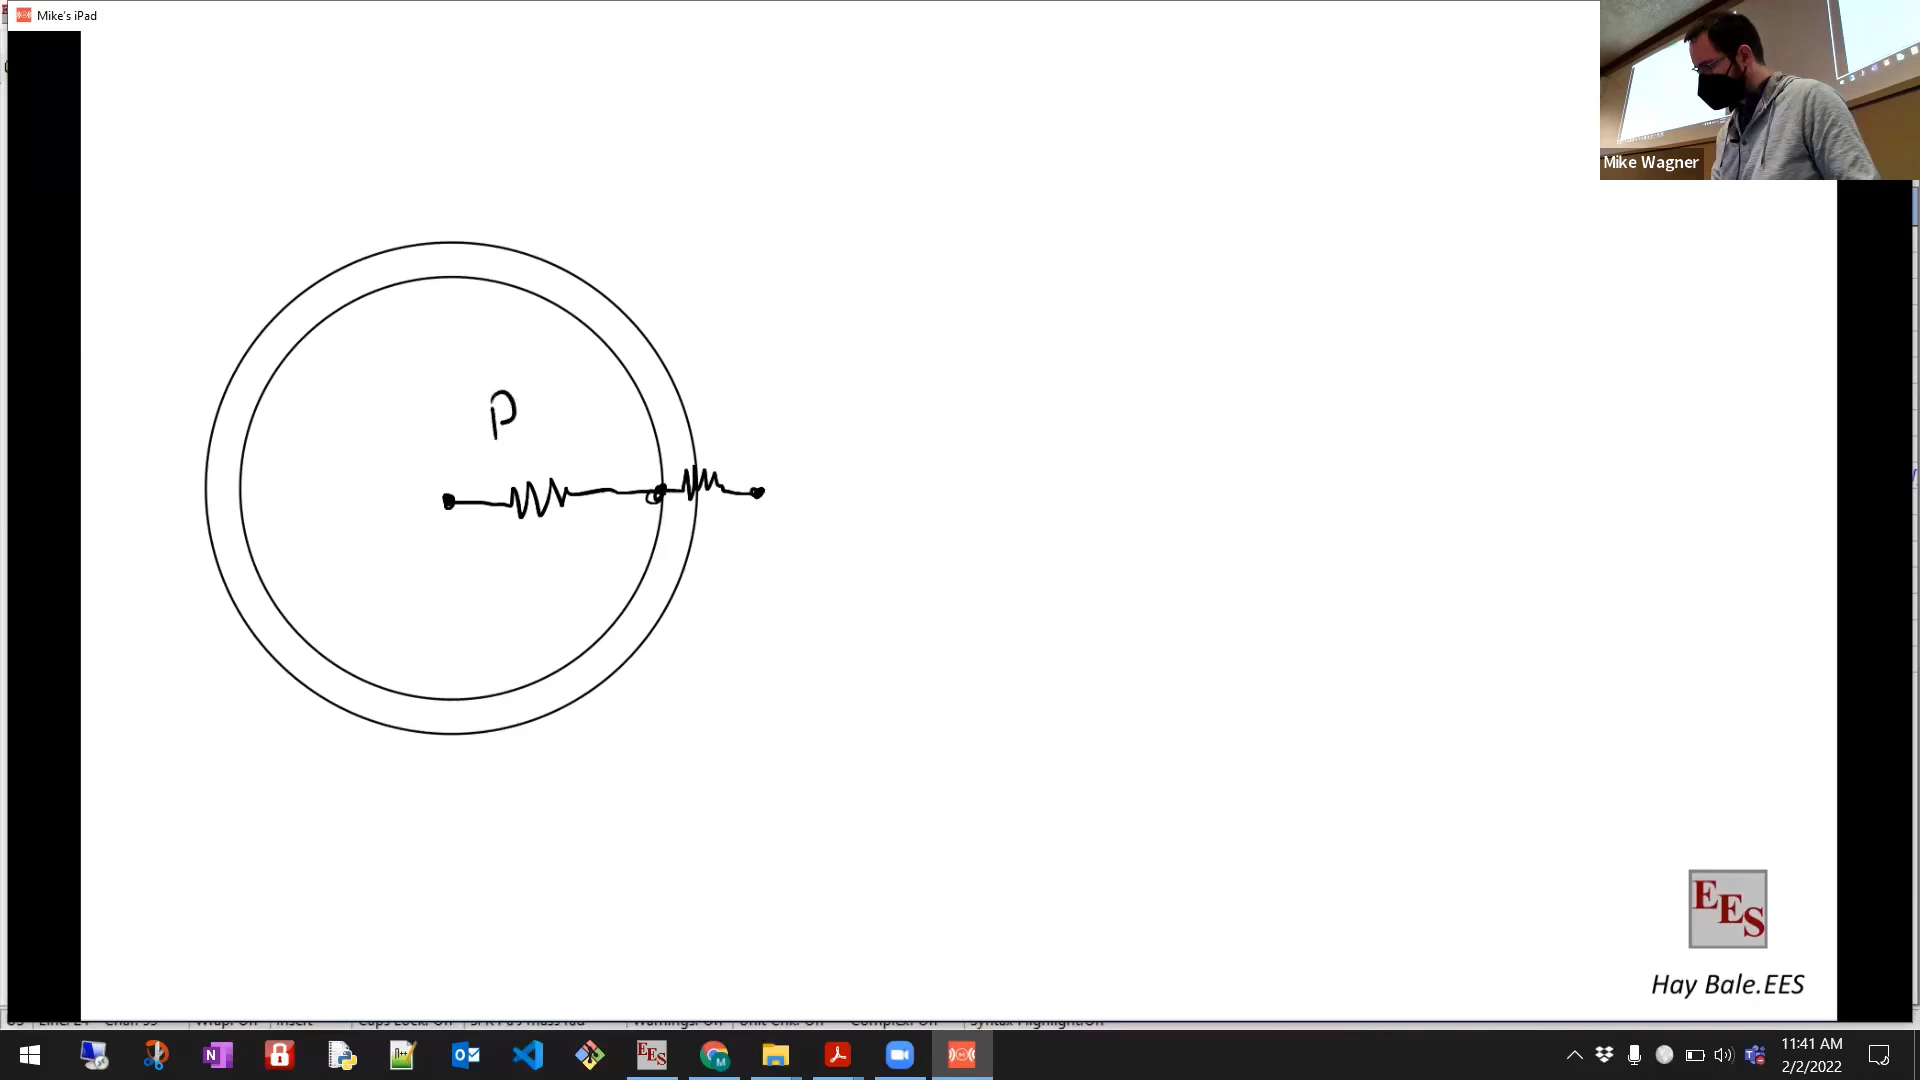 Mike's iPad
Mike Wagner
P
EES
Hay Bale.EES
11:41 AM
2/2/2022